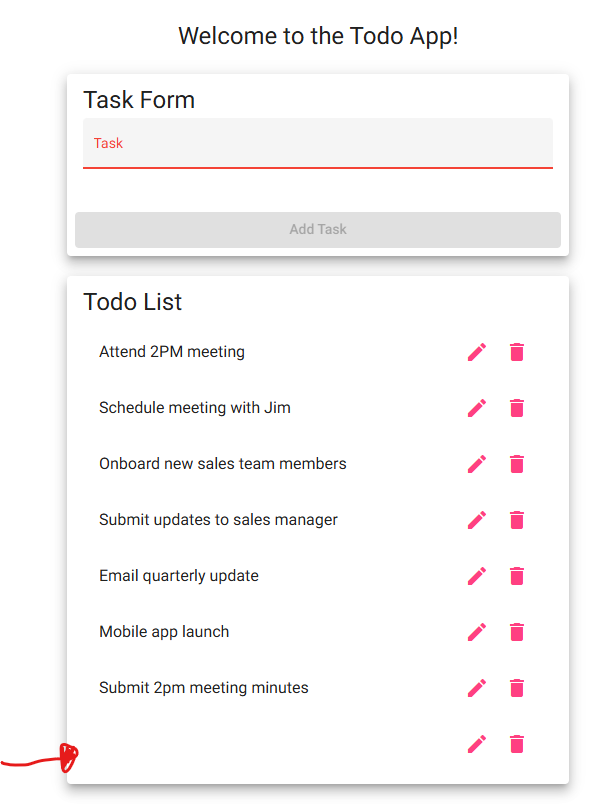 Welcome to the Todo App!
Task Form
Task
Add Task
Todo List
Attend 2PM meeting
Schedule meeting with Jim
Onboard new sales team members
Submit updates to sales manager
Email quarterly update
Mobile app launch
Submit 2pm meeting minutes